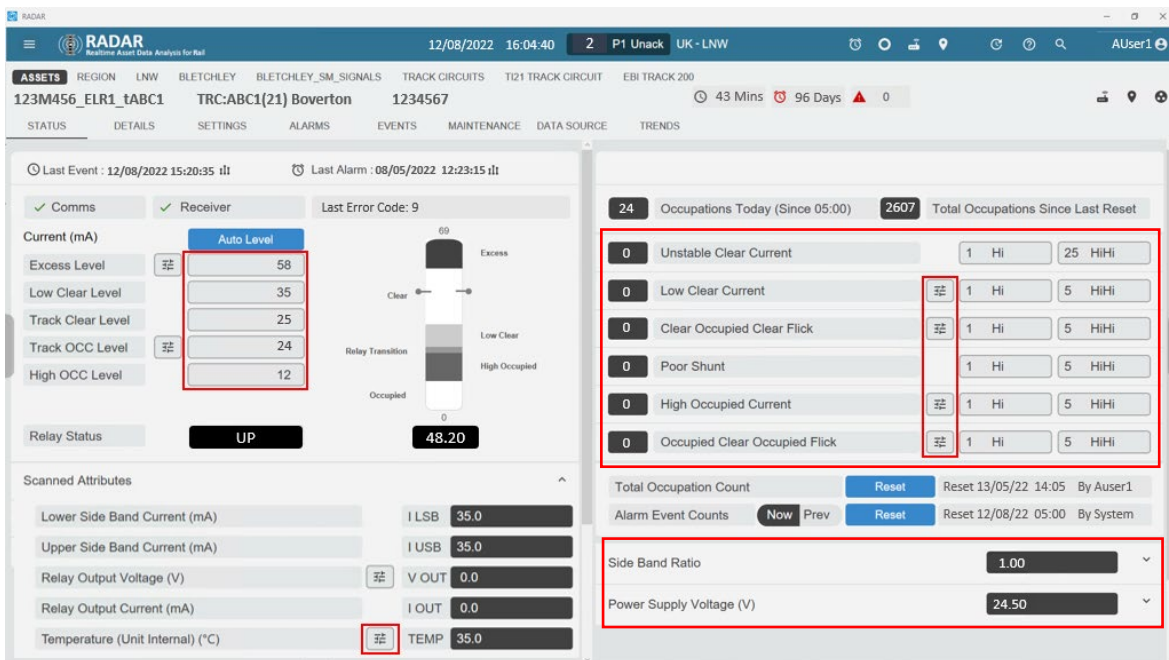 RADAR
RADAR
Realtime Asset Data Analysis for Rail
12/08/2022 16:04:40 2 P1 Unack UK - LNW AUser1
ASSETS REGION LNW BLETCHLEY BLETCHLEY_SM_SIGNALS TRACK CIRCUITS TI21 TRACK CIRCUIT EBI TRACK 200
123M456_ELR1_tABC1 TRC:ABC1(21) Boverton 1234567 43 Mins 96 Days 0
STATUS DETAILS SETTINGS ALARMS EVENTS MAINTENANCE DATA SOURCE TRENDS
Last Event : 12/08/2022 15:20:35 Last Alarm : 08/05/2022 12:23:15
Comms Receiver Last Error Code: 9
Current (mA) Auto Level
Excess Level 58
Low Clear Level 35
Track Clear Level 25
Track OCC Level 24
High OCC Level 12
69
Excess
Clear
Low Clear
Relay Transition
High Occupied
Occupied
0
Relay Status UP 48.20
Scanned Attributes
Lower Side Band Current (mA) I LSB 35.0
Upper Side Band Current (mA) I USB 35.0
Relay Output Voltage (V) V OUT 0.0
Relay Output Current (mA) I OUT 0.0
Temperature (Unit Internal) (°C) TEMP 35.0
24 Occupations Today (Since 05:00) 2607 Total Occupations Since Last Reset
0 Unstable Clear Current 1 Hi 25 HiHi
0 Low Clear Current 1 Hi 5 HiHi
0 Clear Occupied Clear Flick 1 Hi 5 HiHi
0 Poor Shunt 1 Hi 5 HiHi
0 High Occupied Current 1 Hi 5 HiHi
0 Occupied Clear Occupied Flick 1 Hi 5 HiHi
Total Occupation Count Reset Reset 13/05/22 14:05 By Auser1
Alarm Event Counts Now Prev Reset Reset 12/08/22 05:00 By System
Side Band Ratio 1.00
Power Supply Voltage (V) 24.50